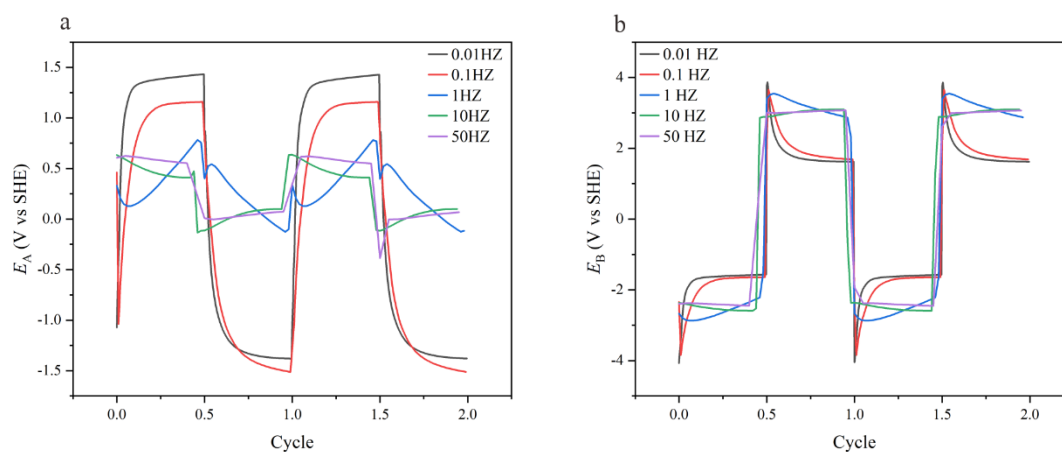 a
0.01HZ
0.1HZ
1HZ
10HZ
50HZ
1.5
1.0
0.5
0.0
-0.5
-1.0
-1.5
E_A (V vs SHE)
0.0 0.5 1.0 1.5 2.0
Cycle
b
0.01 HZ
0.1 HZ
1 HZ
10 HZ
50 HZ
4
2
0
-2
-4
E_B (V vs SHE)
0.0 0.5 1.0 1.5 2.0
Cycle